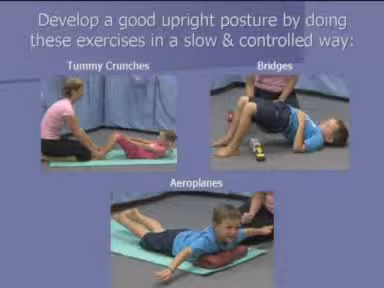 Develop a good upright posture by doing
these exercises in a slow & controlled way:
Tummy Crunches
Bridges
Aeroplanes